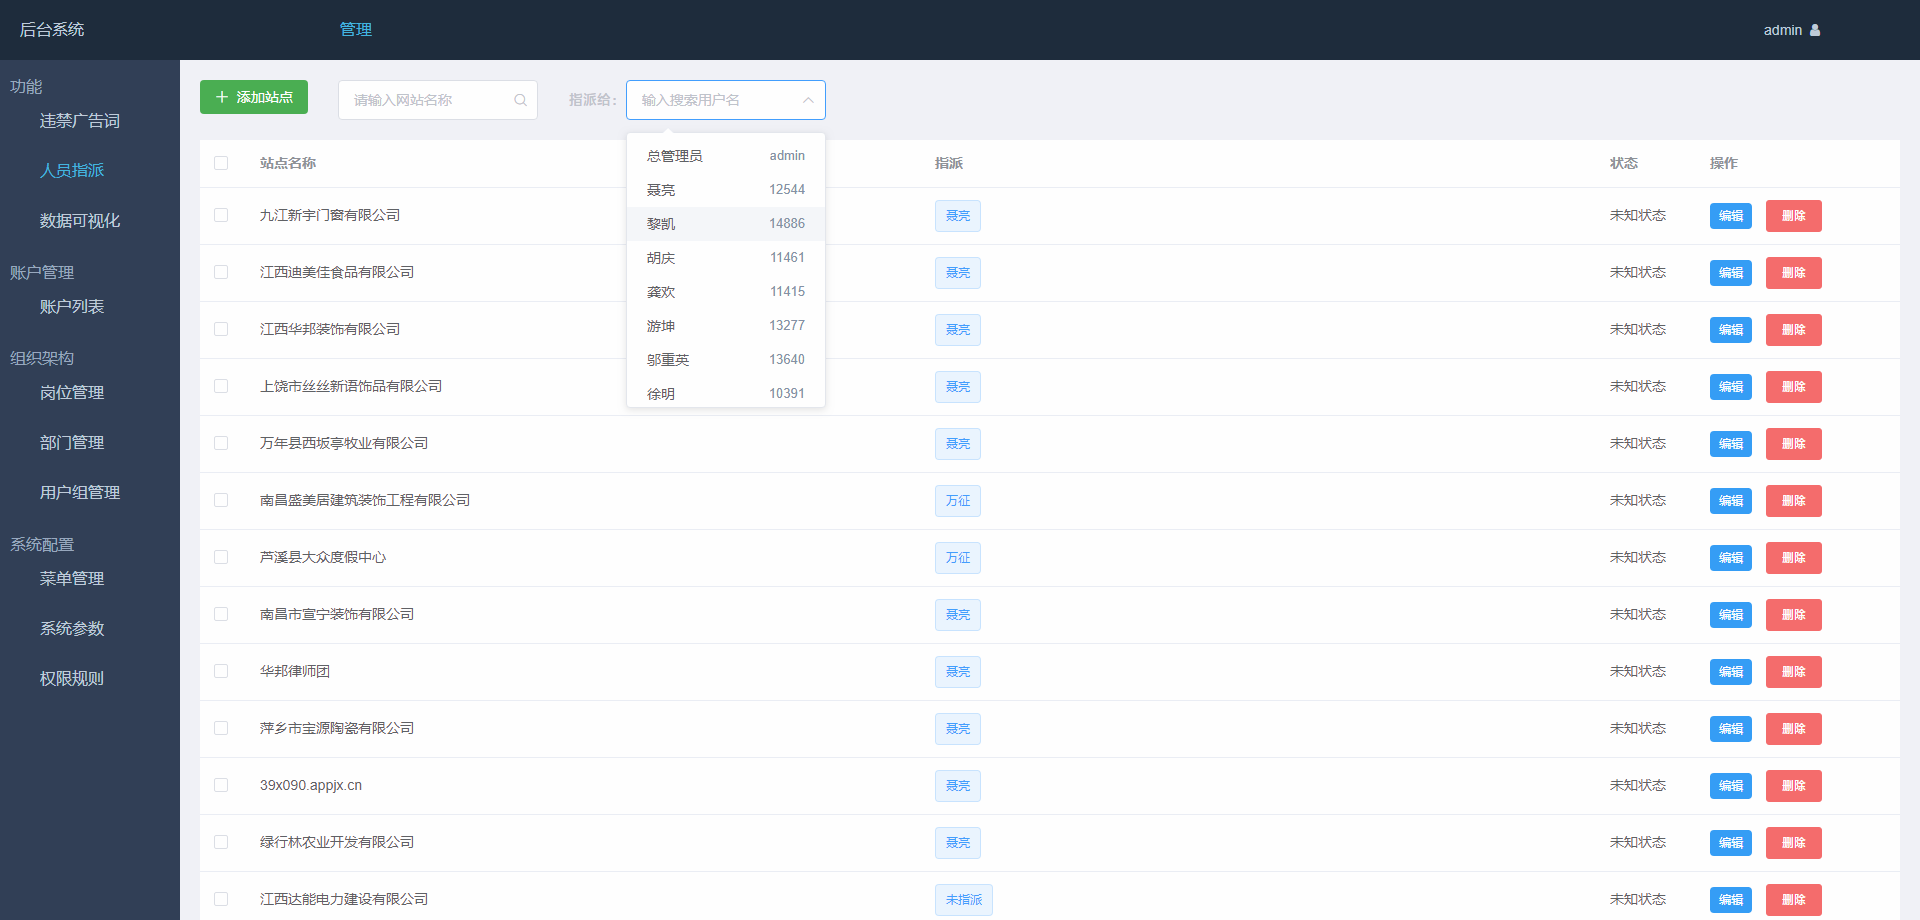 后台系统 管理 admin
功能
违禁广告词
人员指派
数据可视化
账户管理
账户列表
组织架构
岗位管理
部门管理
用户组管理
系统配置
菜单管理
系统参数
权限规则
添加站点 请输入网站名称 指派给: 输入搜索用户名
总管理员 admin
聂亮 12544
黎凯 14886
胡庆 11461
龚欢 11415
游坤 13277
邬重英 13640
徐明 10391
站点名称 指派 状态 操作
九江新宇门窗有限公司 聂亮 未知状态 编辑 删除
江西迪美佳食品有限公司 聂亮 未知状态 编辑 删除
江西华邦装饰有限公司 聂亮 未知状态 编辑 删除
上饶市丝丝新语饰品有限公司 聂亮 未知状态 编辑 删除
万年县西坂亭牧业有限公司 聂亮 未知状态 编辑 删除
南昌盛美居建筑装饰工程有限公司 万征 未知状态 编辑 删除
芦溪县大众度假中心 万征 未知状态 编辑 删除
南昌市宣宁装饰有限公司 聂亮 未知状态 编辑 删除
华邦律师团 聂亮 未知状态 编辑 删除
萍乡市宝源陶瓷有限公司 聂亮 未知状态 编辑 删除
39x090.appjx.cn 聂亮 未知状态 编辑 删除
绿行林农业开发有限公司 聂亮 未知状态 编辑 删除
江西达能电力建设有限公司 未指派 未知状态 编辑 删除